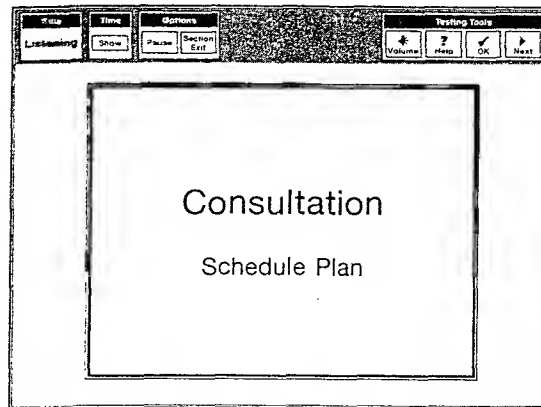 Title Time Options Testing Tools
Listening Show Pause Section Exit Volume ? Help OK Next
Consultation
Schedule Plan